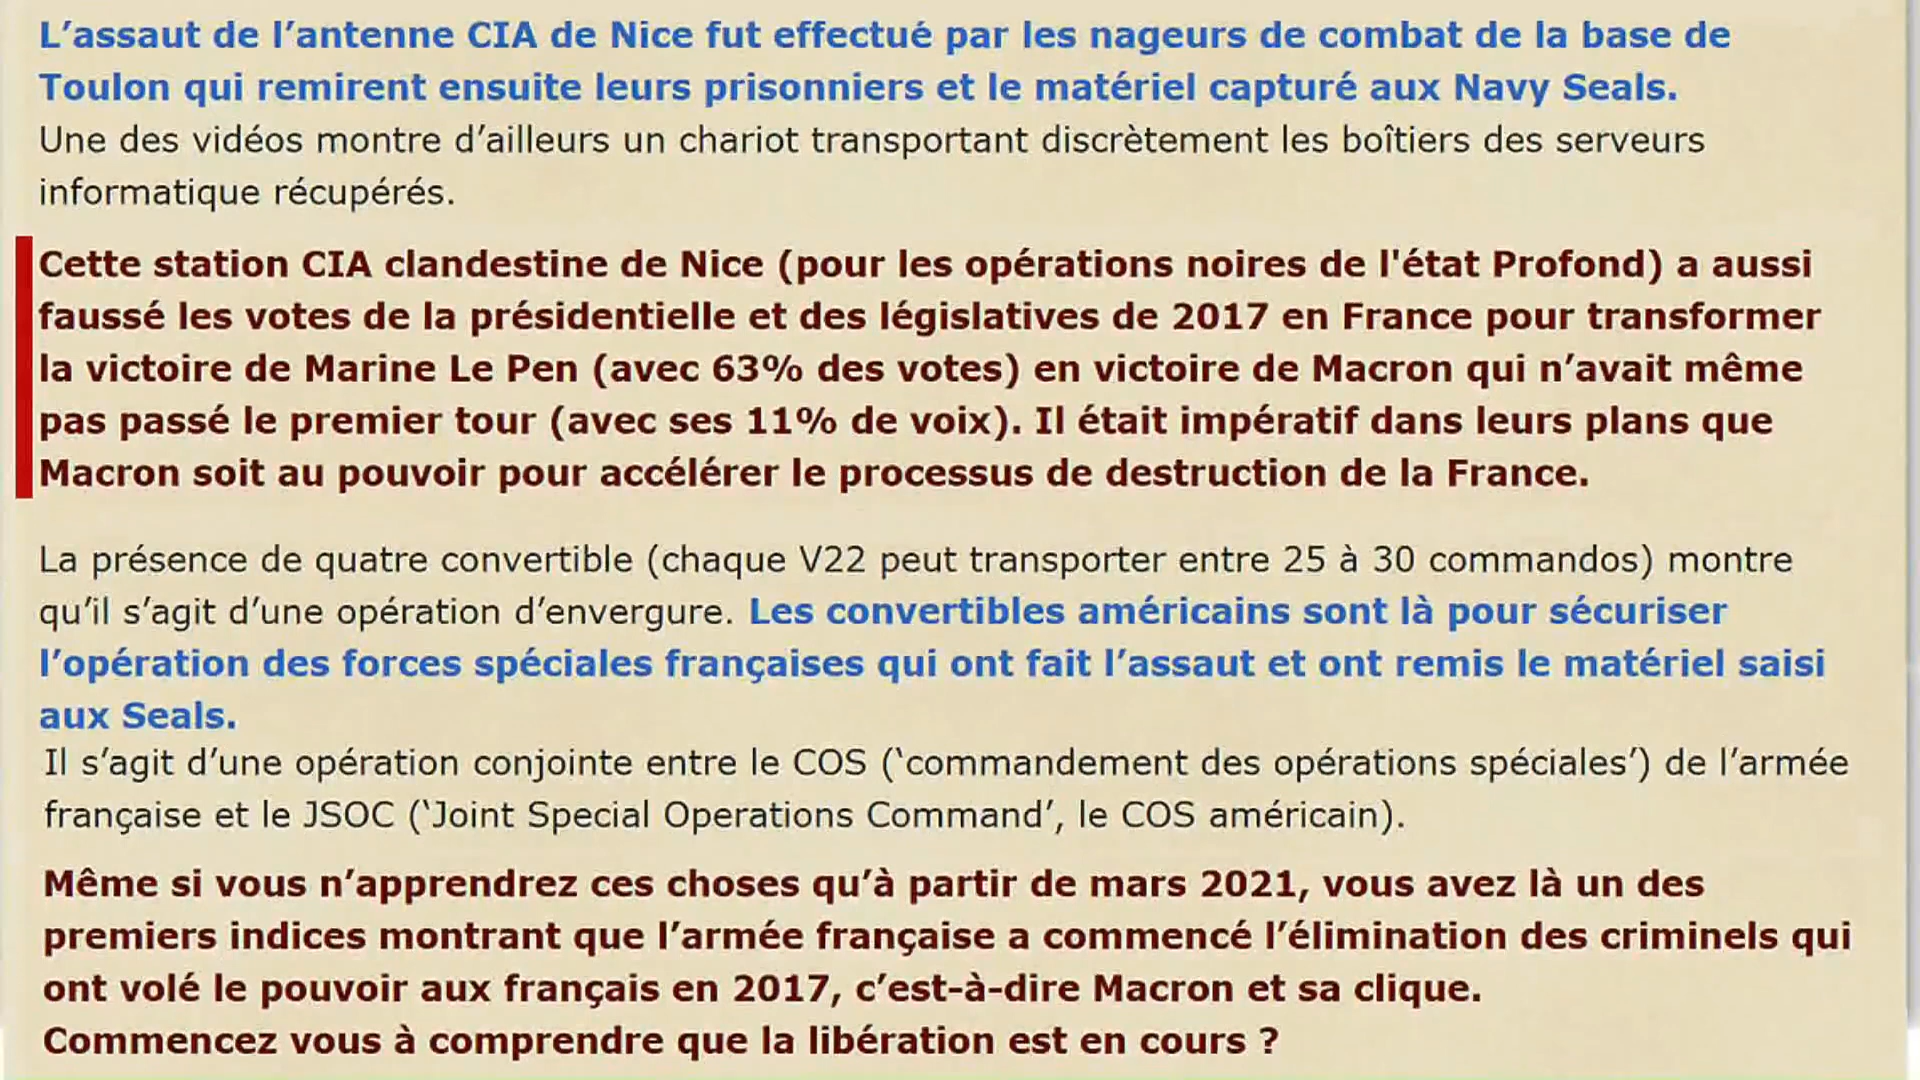 L’assaut de l’antenne CIA de Nice fut effectué par les nageurs de combat de la base de
Toulon qui remirent ensuite leurs prisonniers et le matériel capturé aux Navy Seals.
Une des vidéos montre d’ailleurs un chariot transportant discrètement les boîtiers des serveurs
informatique récupérés.
Cette station CIA clandestine de Nice (pour les opérations noires de l'état Profond) a aussi
faussé les votes de la présidentielle et des législatives de 2017 en France pour transformer
la victoire de Marine Le Pen (avec 63% des votes) en victoire de Macron qui n’avait même
pas passé le premier tour (avec ses 11% de voix). Il était impératif dans leurs plans que
Macron soit au pouvoir pour accélérer le processus de destruction de la France.
La présence de quatre convertible (chaque V22 peut transporter entre 25 à 30 commandos) montre
qu’il s’agit d’une opération d’envergure. Les convertibles américains sont là pour sécuriser
l’opération des forces spéciales françaises qui ont fait l’assaut et ont remis le matériel saisi
aux Seals.
Il s’agit d’une opération conjointe entre le COS (‘commandement des opérations spéciales’) de l’armée
française et le JSOC (‘Joint Special Operations Command’, le COS américain).
Même si vous n’apprendrez ces choses qu’à partir de mars 2021, vous avez là un des
premiers indices montrant que l’armée française a commencé l’élimination des criminels qui
ont volé le pouvoir aux français en 2017, c’est-à-dire Macron et sa clique.
Commencez vous à comprendre que la libération est en cours ?